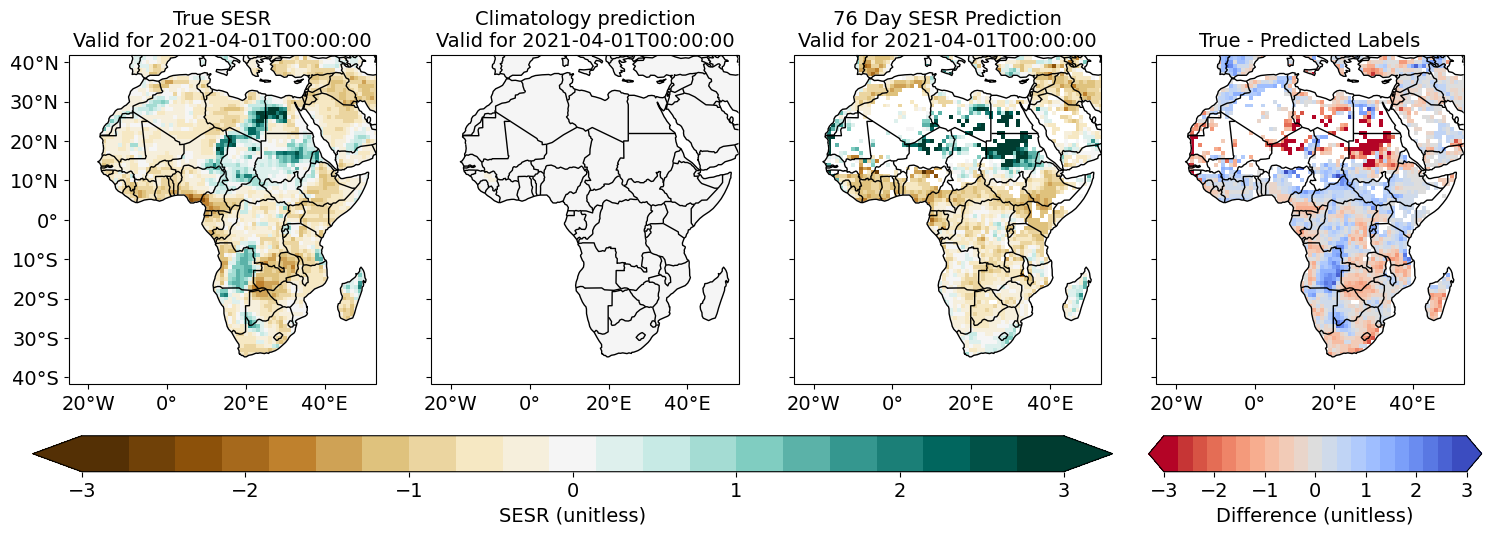 True SESR
Valid for 2021-04-01T00:00:00
Climatology prediction
Valid for 2021-04-01T00:00:00
76 Day SESR Prediction
Valid for 2021-04-01T00:00:00
True - Predicted Labels
40°N
30°N
20°N
10°N
0°
10°S
20°S
30°S
40°S
20°W 0° 20°E 40°E
20°W 0° 20°E 40°E
20°W 0° 20°E 40°E
20°W 0° 20°E 40°E
−3 −2 −1 0 1 2 3
SESR (unitless)
−3 −2 −1 0 1 2 3
Difference (unitless)